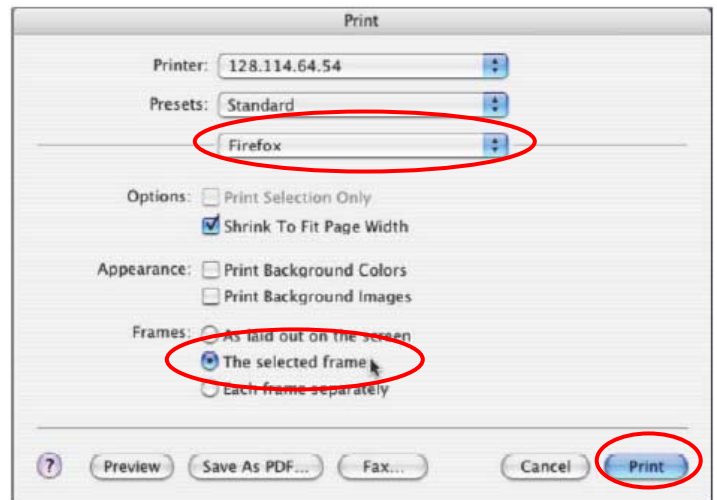 Print
Printer: 128.114.64.54
Presets: Standard
Firefox
Options: Print Selection Only
Shrink To Fit Page Width
Appearance: Print Background Colors
Print Background Images
Frames: As laid out on the screen
The selected frame
Each frame separately
? Preview Save As PDF... Fax... Cancel Print